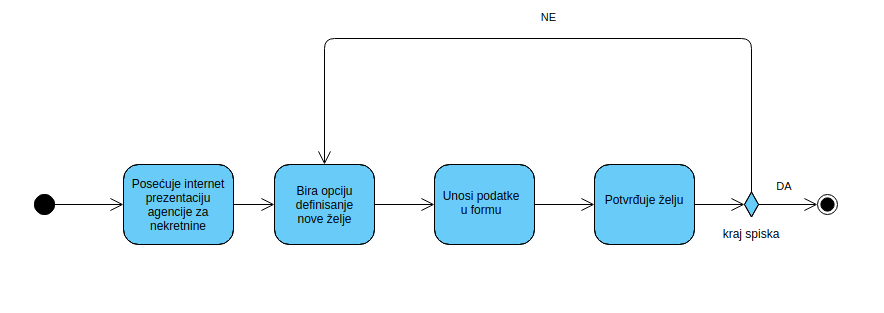 NE
Posećuje internet
prezentaciju
agencije za
nekretnine
Bira opciju
definisanje
nove želje
Unosi podatke
u formu
Potvrđuje želju
DA
kraj spiska